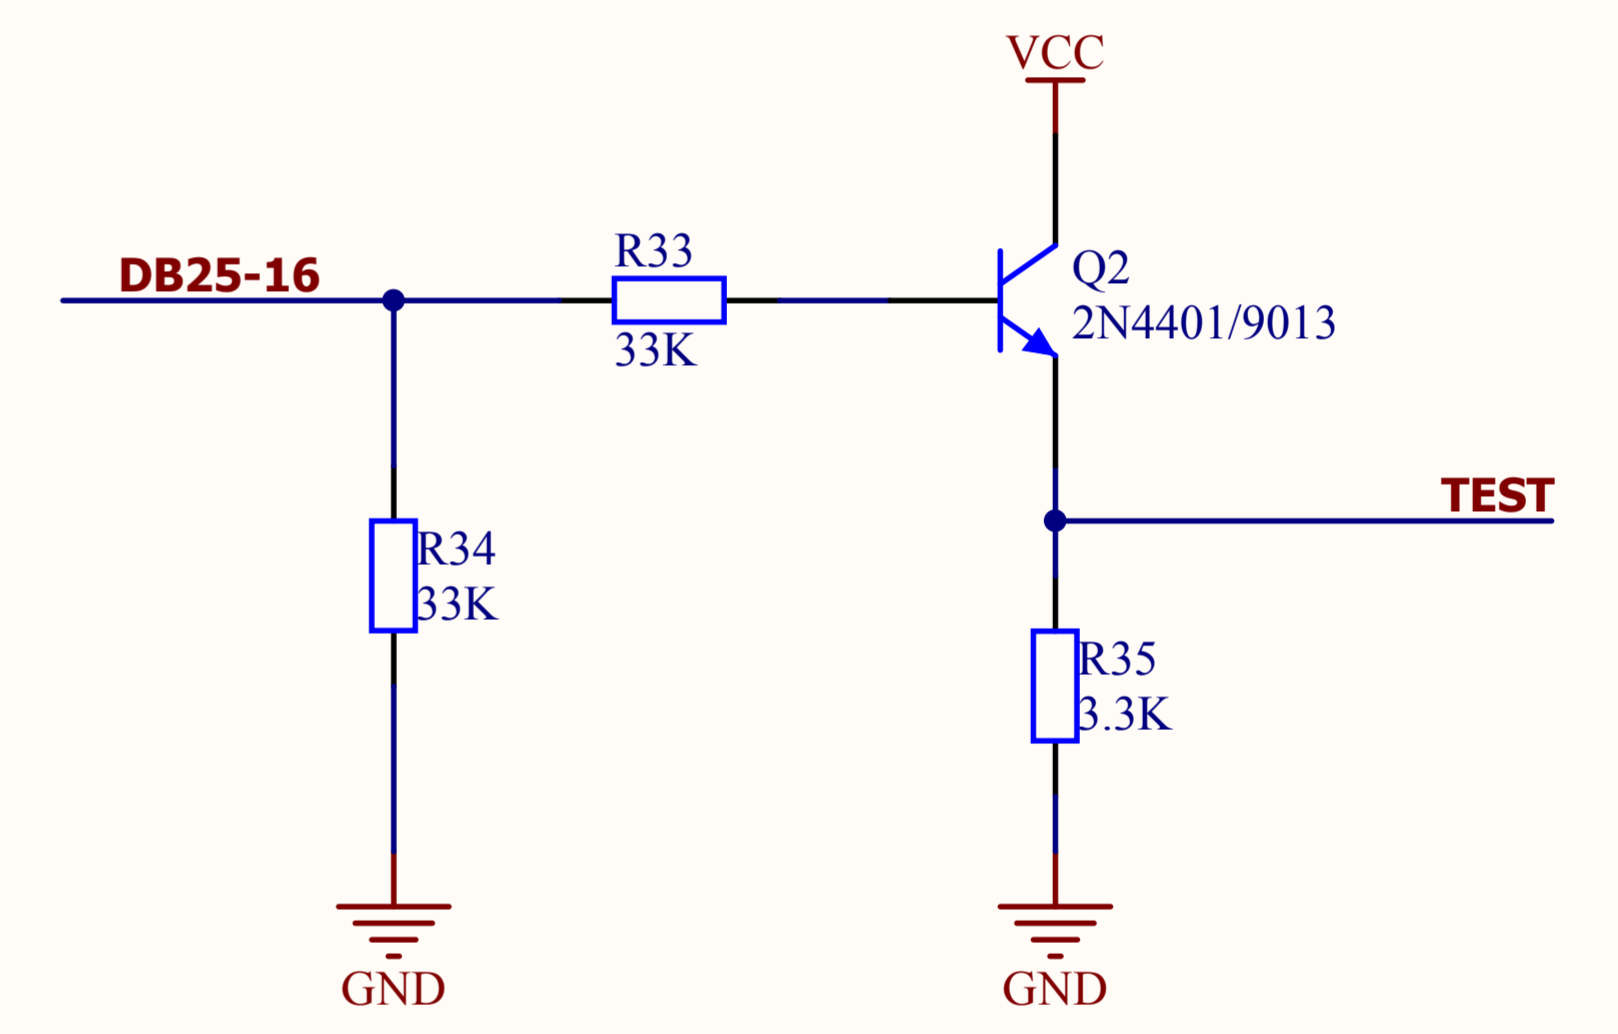 VCC
DB25-16
R33
33K
Q2
2N4401/9013
TEST
R34
33K
R35
3.3K
GND
GND